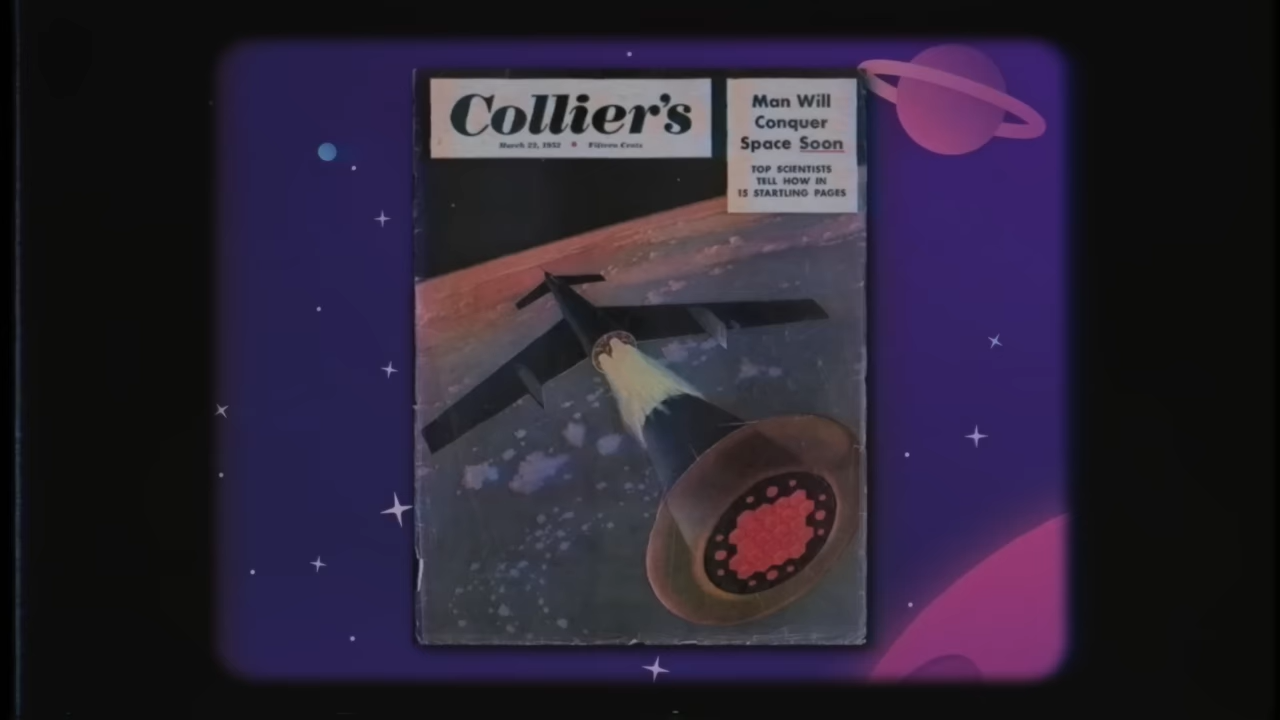 Collier's
March 22, 1952 • Fifteen Cents
Man Will
Conquer
Space Soon
TOP SCIENTISTS
TELL HOW IN
15 STARTLING PAGES